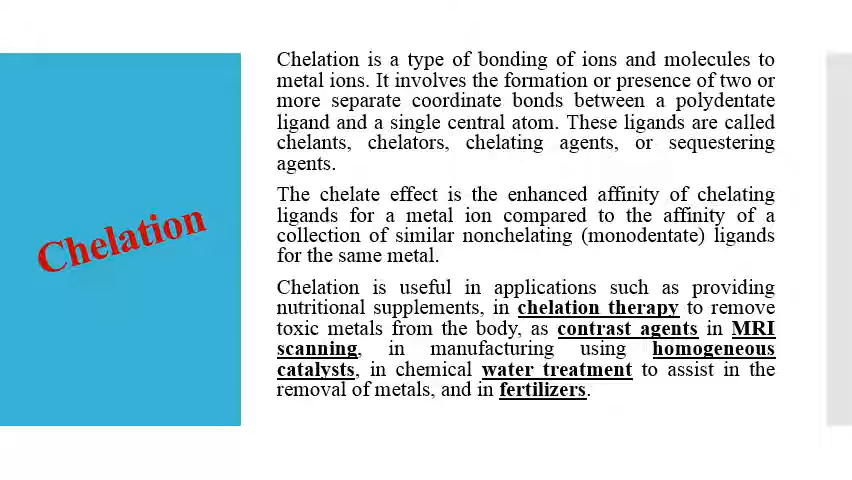 Chelation
Chelation is a type of bonding of ions and molecules to
metal ions. It involves the formation or presence of two or
more separate coordinate bonds between a polydentate
ligand and a single central atom. These ligands are called
chelants, chelators, chelating agents, or sequestering
agents.
The chelate effect is the enhanced affinity of chelating
ligands for a metal ion compared to the affinity of a
collection of similar nonchelating (monodentate) ligands
for the same metal.
Chelation is useful in applications such as providing
nutritional supplements, in chelation therapy to remove
toxic metals from the body, as contrast agents in MRI
scanning, in manufacturing using homogeneous
catalysts, in chemical water treatment to assist in the
removal of metals, and in fertilizers.